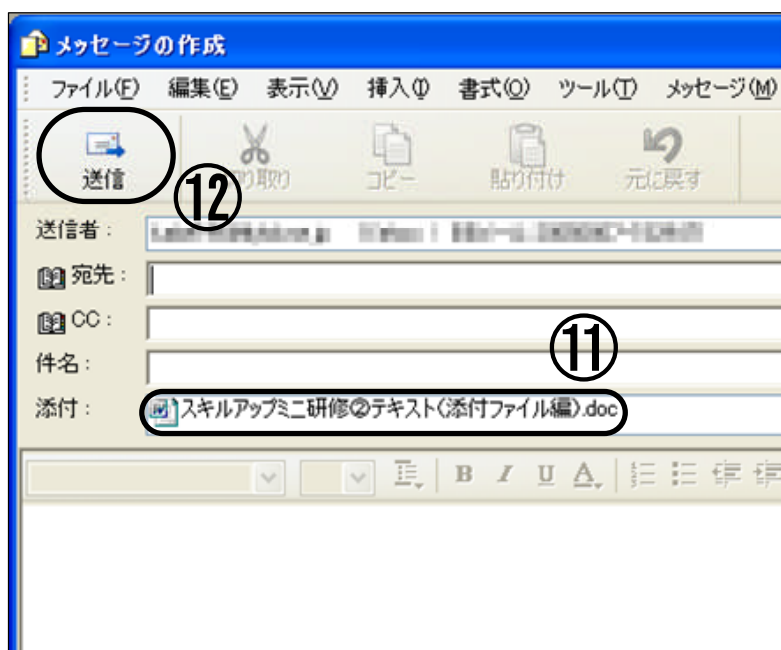 メッセージの作成
ファイル(F) 編集(E) 表示(V) 挿入(I) 書式(O) ツール(T) メッセージ(M)
送信 切り取り コピー 貼り付け 元に戻す
⑫
送信者:
宛先:
CC:
⑪
件名:
添付: スキルアップミニ研修②テキスト(添付ファイル編).doc
B I U A